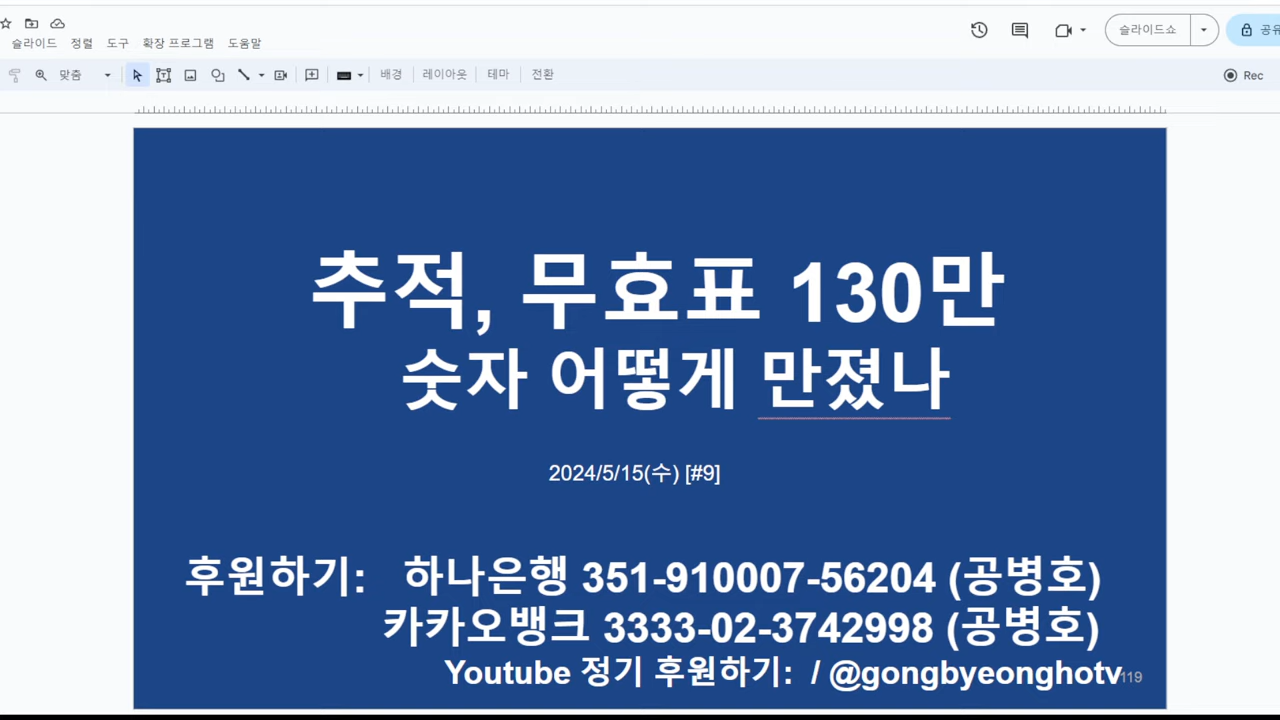 슬라이드 정렬 도구 확장 프로그램 도움말
슬라이드쇼
공유
맞춤
배경 레이아웃 테마 전환
Rec
추적, 무효표 130만
숫자 어떻게 만졌나
2024/5/15(수) [#9]
후원하기: 하나은행 351-910007-56204 (공병호)
카카오뱅크 3333-02-3742998 (공병호)
Youtube 정기 후원하기: / @gongbyeonghotv
119